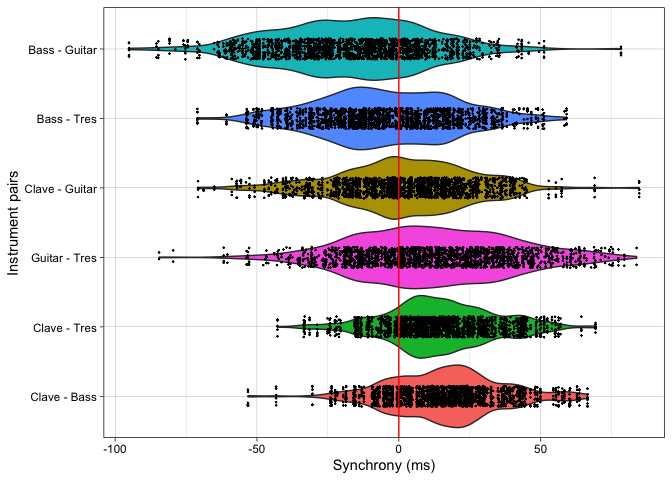 Instrument pairs
Bass - Guitar
Bass - Tres
Clave - Guitar
Guitar - Tres
Clave - Tres
Clave - Bass
-100 -50 0 50
Synchrony (ms)